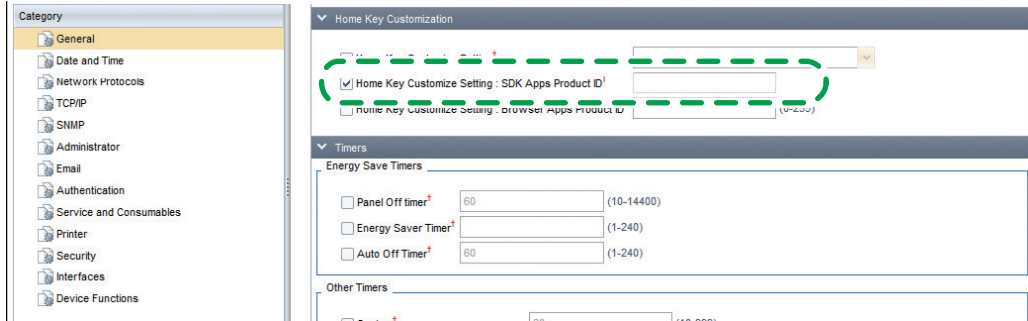 Category
General
Date and Time
Network Protocols
TCP/IP
SNMP
Administrator
Email
Authentication
Service and Consumables
Printer
Security
Interfaces
Device Functions
Home Key Customization
Home Key Customize Setting : SDK Apps Product ID†
Home Key Customize Setting : Browser Apps Product ID (0-255)
Timers
Energy Save Timers
Panel Off timer† 60 (10-14400)
Energy Saver Timer† (1-240)
Auto Off Timer† 60 (1-240)
Other Timers